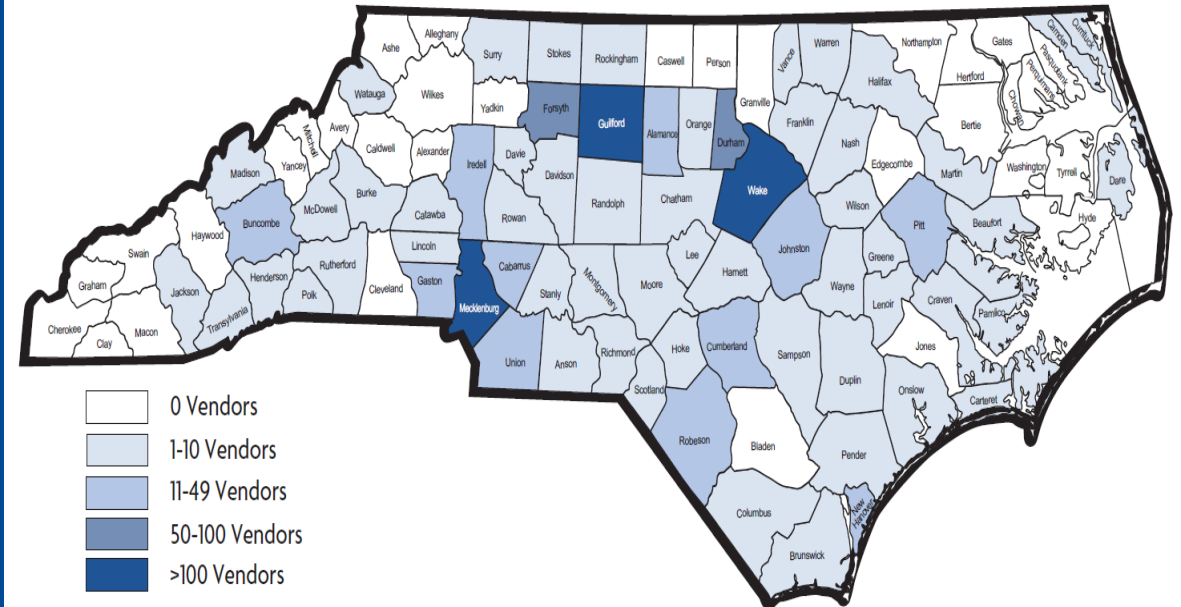 Ashe
Alleghany
Surry
Stokes
Rockingham
Caswell
Person
Granville
Vance
Warren
Northampton
Halifax
Gates
Hertford
Camden
Currituck
Pasquotank
Perquimans
Chowan
Bertie
Watauga
Wilkes
Yadkin
Forsyth
Guilford
Alamance
Orange
Durham
Franklin
Nash
Edgecombe
Martin
Washington
Tyrrell
Dare
Mitchell
Avery
Caldwell
Alexander
Iredell
Davie
Davidson
Randolph
Chatham
Wake
Wilson
Pitt
Beaufort
Hyde
Madison
Yancey
McDowell
Burke
Catawba
Rowan
Buncombe
Haywood
Swain
Graham
Cherokee
Clay
Macon
Jackson
Transylvania
Henderson
Polk
Rutherford
Cleveland
Lincoln
Gaston
Mecklenburg
Cabarrus
Stanly
Montgomery
Moore
Lee
Harnett
Johnston
Wayne
Greene
Lenoir
Craven
Pamlico
Jones
Union
Anson
Richmond
Scotland
Hoke
Cumberland
Sampson
Duplin
Onslow
Carteret
Robeson
Bladen
Pender
Columbus
Brunswick
New
Hanover
0 Vendors
1-10 Vendors
11-49 Vendors
50-100 Vendors
>100 Vendors